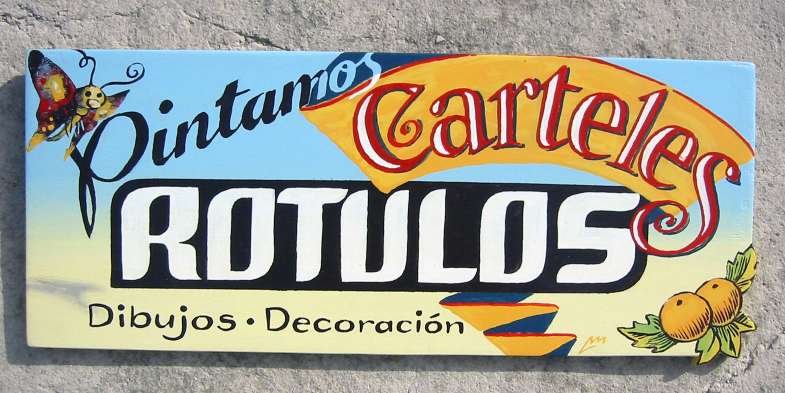 Pintamos
Carteles
ROTULOS
Dibujos · Decoración